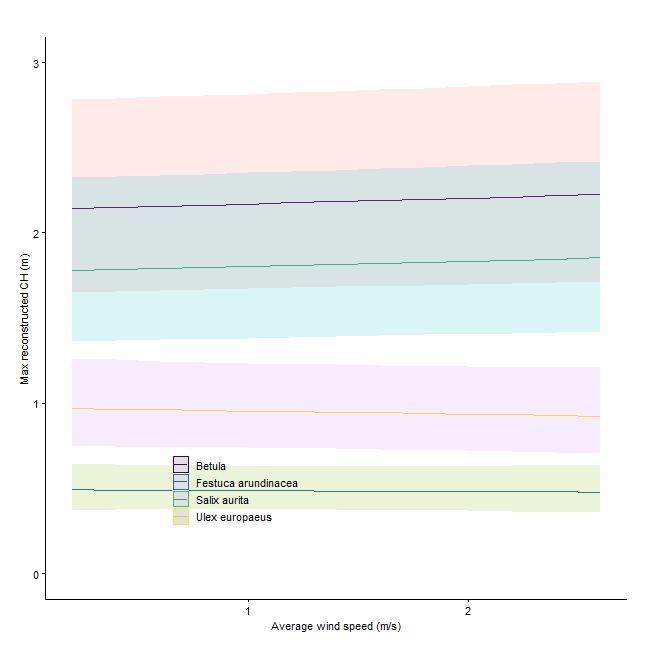 3
2
1
0
Max reconstructed CH (m)
Betula
Festuca arundinacea
Salix aurita
Ulex europaeus
1
2
Average wind speed (m/s)